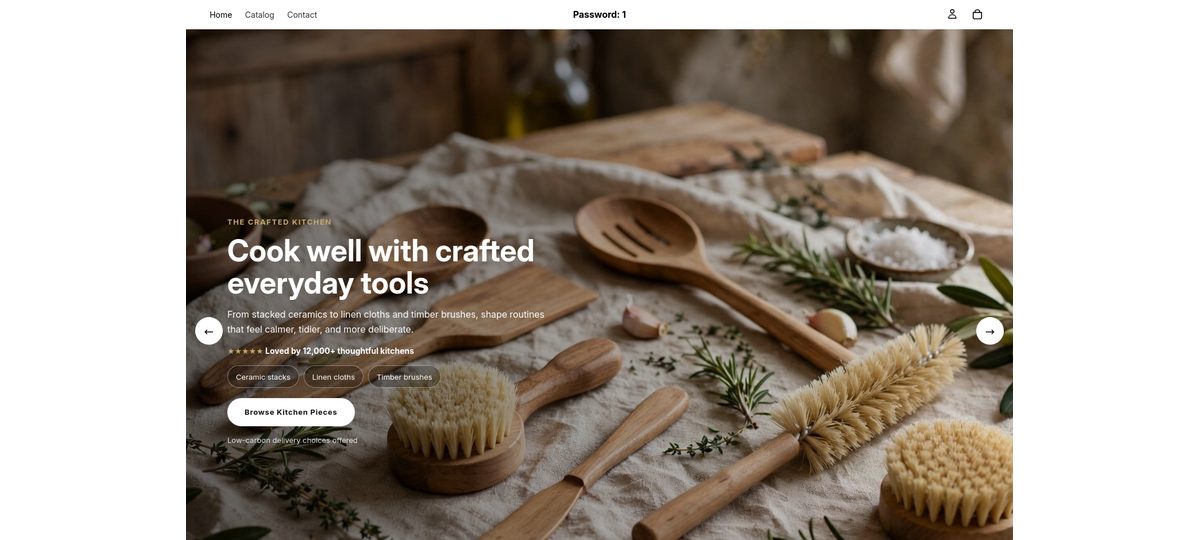 Home Catalog Contact Password: 1
THE CRAFTED KITCHEN
Cook well with crafted
everyday tools
From stacked ceramics to linen cloths and timber brushes, shape routines
that feel calmer, tidier, and more deliberate.
★★★★★ Loved by 12,000+ thoughtful kitchens
Ceramic stacks Linen cloths Timber brushes
Browse Kitchen Pieces
Low-carbon delivery choices offered